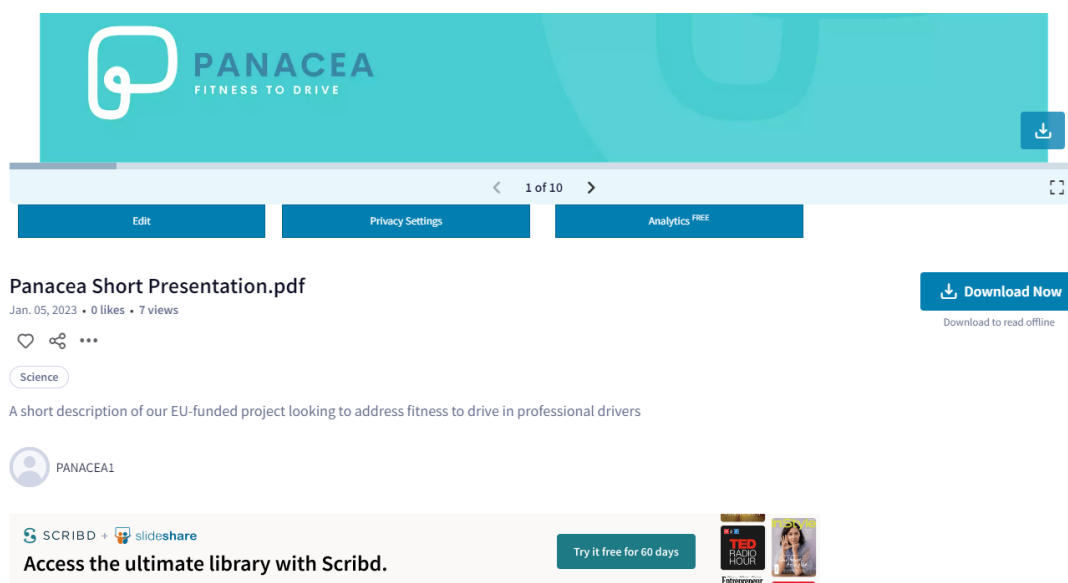 PANACEA
FITNESS TO DRIVE
1 of 10
Edit
Privacy Settings
Analytics FREE
Panacea Short Presentation.pdf
Download Now
Jan. 05, 2023 • 0 likes • 7 views
Download to read offline
Science
A short description of our EU-funded project looking to address fitness to drive in professional drivers
PANACEA1
SCRIBD + slideshare
Access the ultimate library with Scribd.
Try it free for 60 days
TED
RADIO
HOUR
InStyle
Entrepreneur